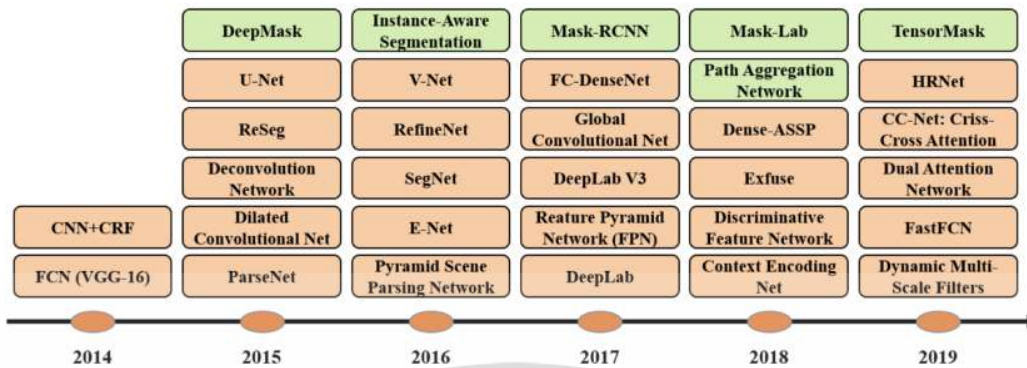 DeepMask
Instance-Aware
Segmentation
Mask-RCNN
Mask-Lab
TensorMask
U-Net
V-Net
FC-DenseNet
Path Aggregation
Network
HRNet
ReSeg
RefineNet
Global
Convolutional Net
Dense-ASSP
CC-Net: Criss-
Cross Attention
Deconvolution
Network
SegNet
DeepLab V3
Exfuse
Dual Attention
Network
CNN+CRF
Dilated
Convolutional Net
E-Net
Reature Pyramid
Network (FPN)
Discriminative
Feature Network
FastFCN
FCN (VGG-16)
ParseNet
Pyramid Scene
Parsing Network
DeepLab
Context Encoding
Net
Dynamic Multi-
Scale Filters
2014
2015
2016
2017
2018
2019